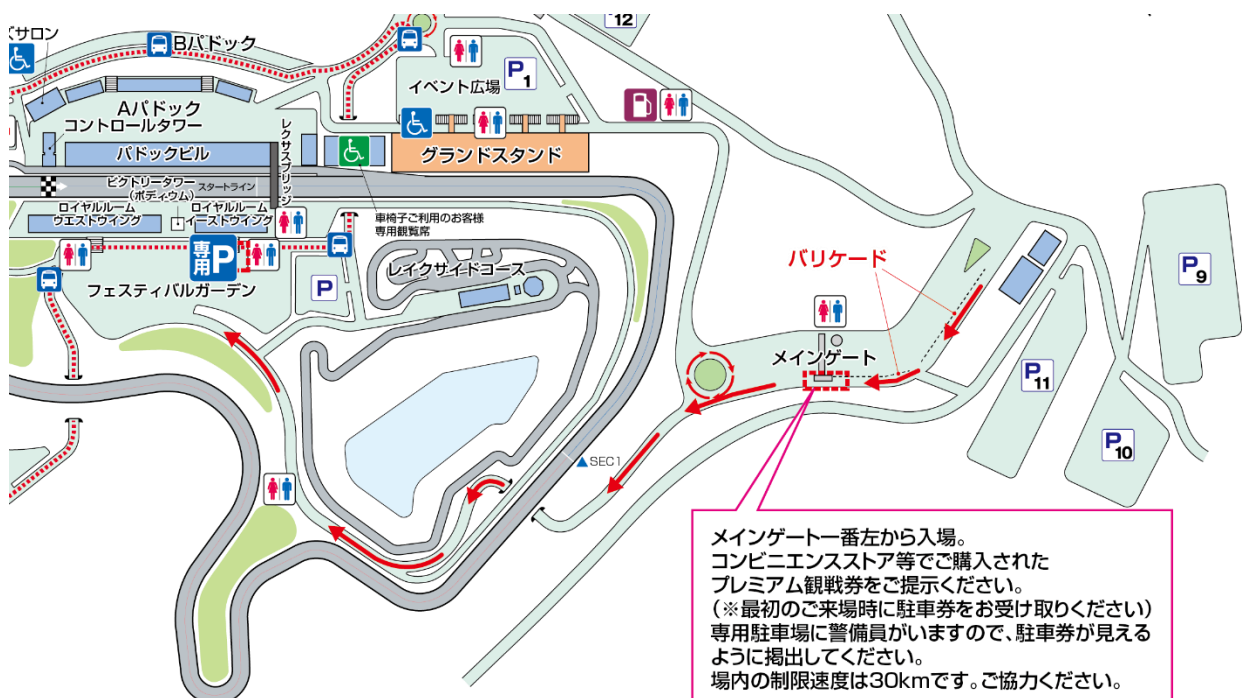 12
ズサロン
Bパドック
P1
イベント広場
Aパドック
コントロールタワー
パドックビル
レクサスブリッジ
グランドスタンド
ビクトリータワー
(ポディウム)
スタートライン
ロイヤルルーム
ウエストウイング
ロイヤルルーム
イーストウイング
車椅子ご利用のお客様
専用観覧席
専用P
フェスティバルガーデン
P
レイクサイドコース
バリケード
P9
メインゲート
P11
P10
▲SEC1
メインゲート一番左から入場。
コンビニエンスストア等でご購入された
プレミアム観戦券をご提示ください。
(※最初のご来場時に駐車券をお受け取りください)
専用駐車場に警備員がいますので、駐車券が見える
ように掲出してください。
場内の制限速度は30kmです。ご協力ください。